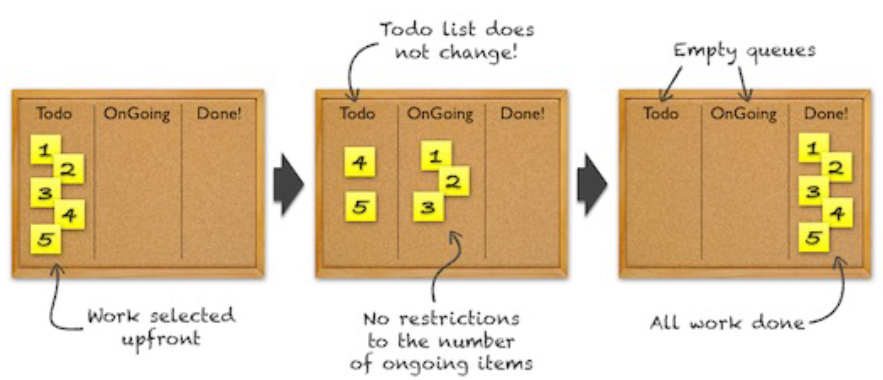 Todo list does
not change!
Empty queues
Todo OnGoing Done!
1
2
3
4
5
Todo OnGoing Done!
4
5
1
2
3
Todo OnGoing Done!
1
2
3
4
5
Work selected
upfront
No restrictions
to the number
of ongoing items
All work done